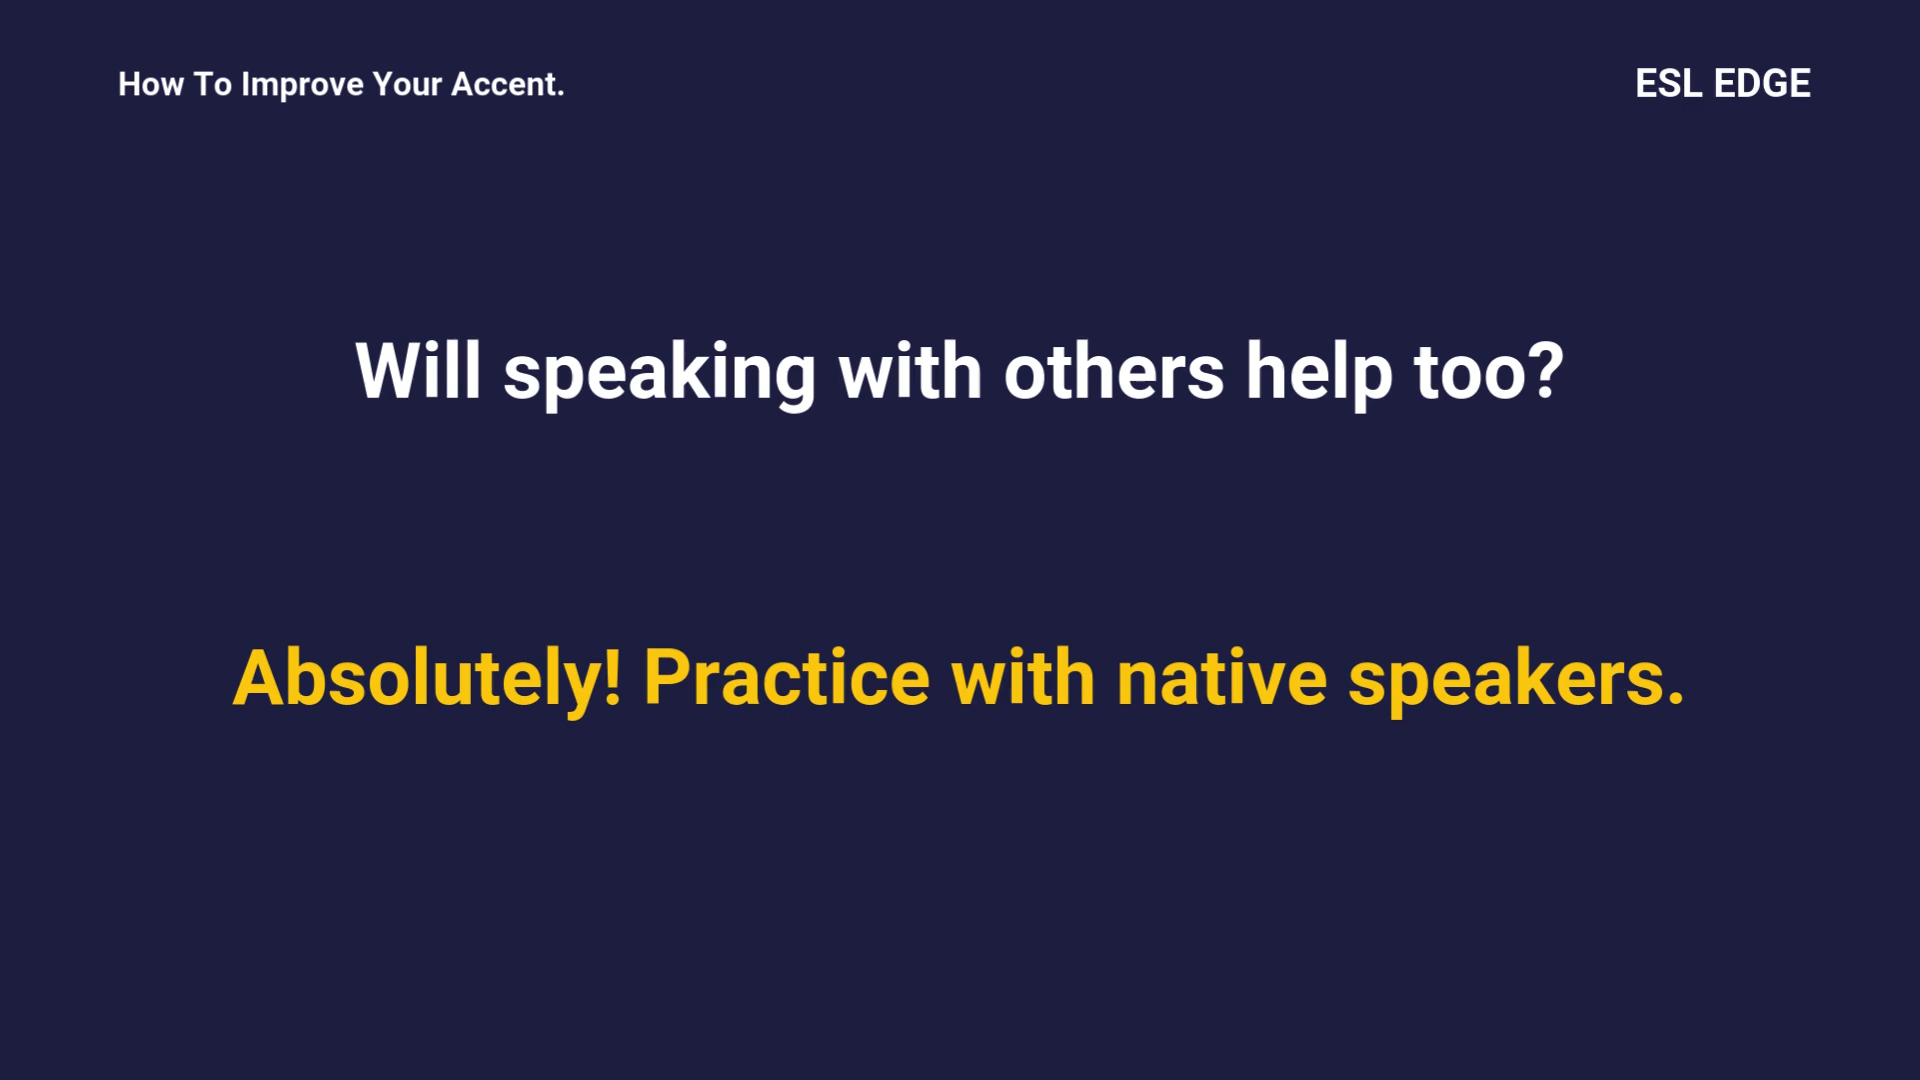 How To Improve Your Accent.
ESL EDGE
Will speaking with others help too?
Absolutely! Practice with native speakers.